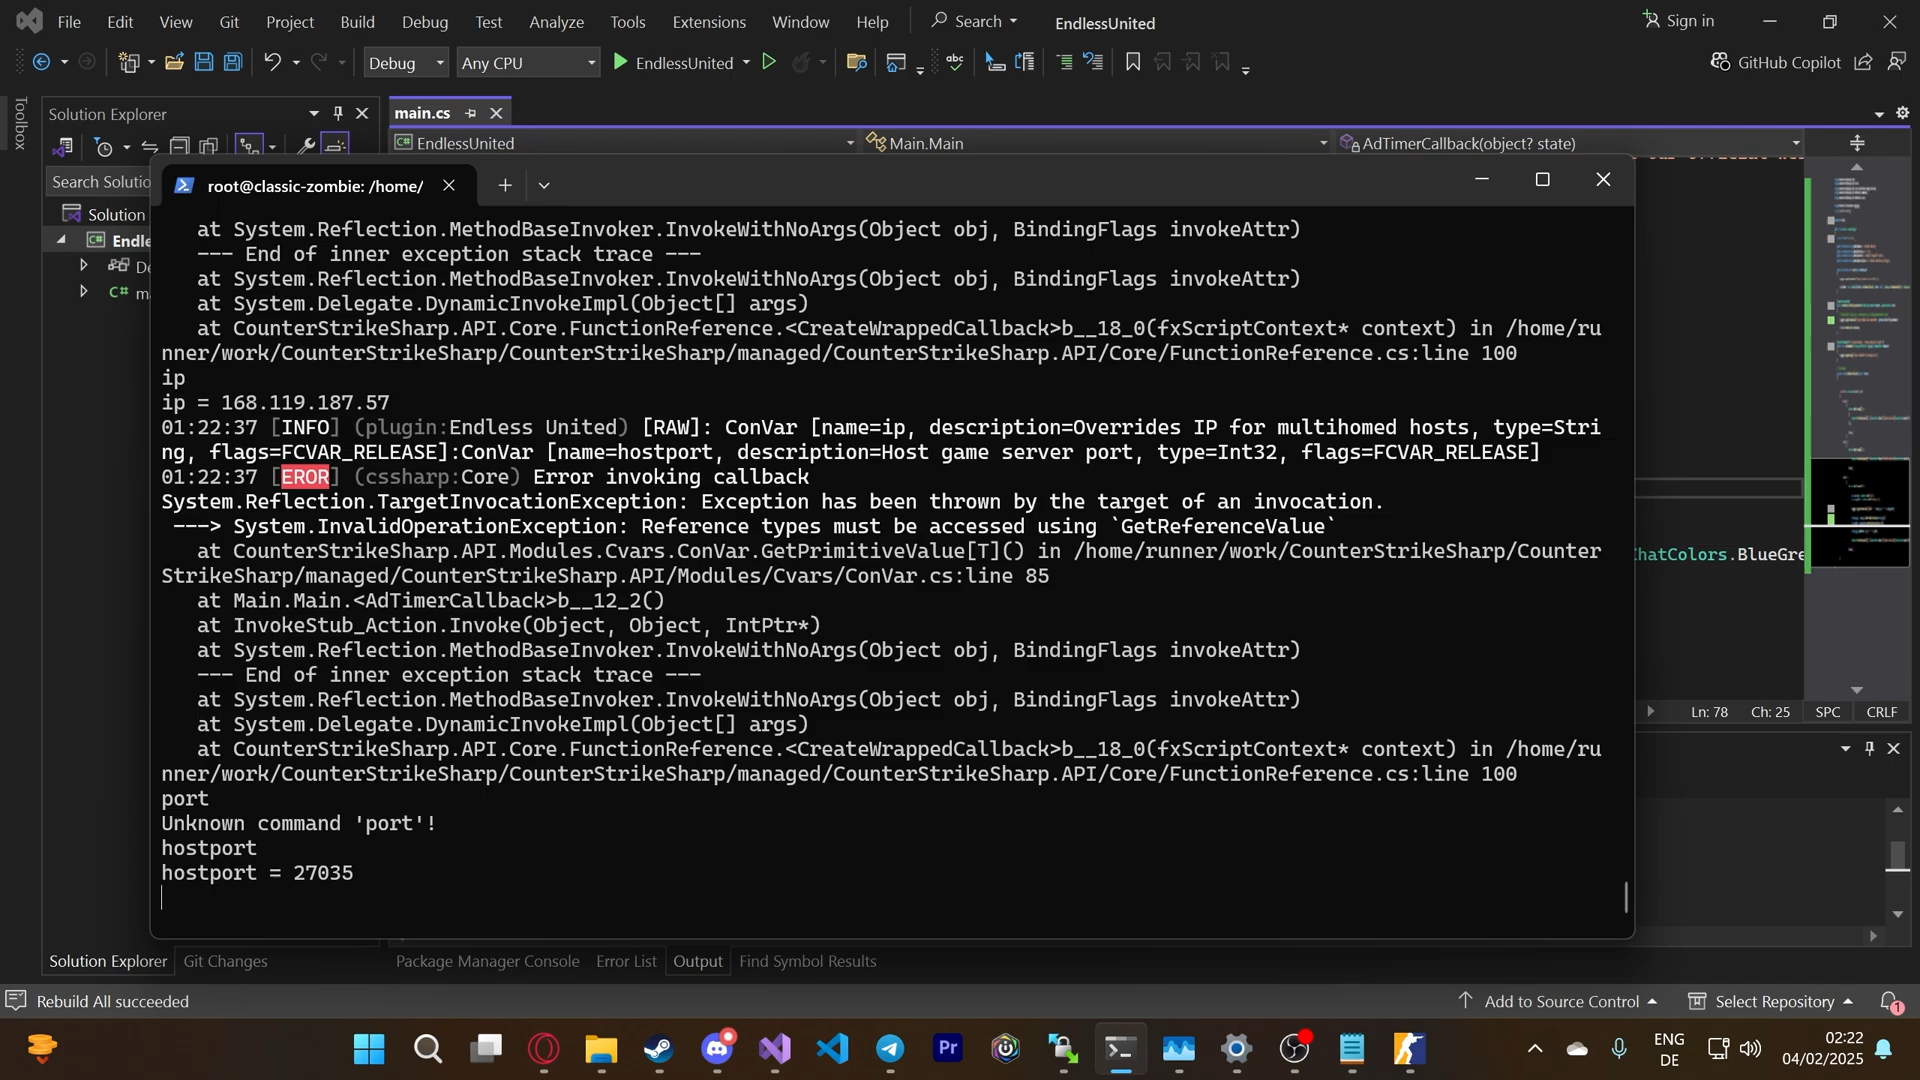 File Edit View Git Project Build Debug Test Analyze Tools Extensions Window Help Search EndlessUnited Sign in
Debug Any CPU EndlessUnited abc GitHub Copilot
Toolbox
Solution Explorer
main.cs
EndlessUnited Main.Main AdTimerCallback(object? state)
Search Solutio
root@classic-zombie: /home/
Solution
C# Endle
De
C# ma
at System.Reflection.MethodBaseInvoker.InvokeWithNoArgs(Object obj, BindingFlags invokeAttr)
--- End of inner exception stack trace ---
at System.Reflection.MethodBaseInvoker.InvokeWithNoArgs(Object obj, BindingFlags invokeAttr)
at System.Delegate.DynamicInvokeImpl(Object[] args)
at CounterStrikeSharp.API.Core.FunctionReference.<CreateWrappedCallback>b__18_0(fxScriptContext* context) in /home/ru
nner/work/CounterStrikeSharp/CounterStrikeSharp/managed/CounterStrikeSharp.API/Core/FunctionReference.cs:line 100
ip
ip = 168.119.187.57
01:22:37 [INFO] (plugin:Endless United) [RAW]: ConVar [name=ip, description=Overrides IP for multihomed hosts, type=Stri
ng, flags=FCVAR_RELEASE]:ConVar [name=hostport, description=Host game server port, type=Int32, flags=FCVAR_RELEASE]
01:22:37 [EROR] (cssharp:Core) Error invoking callback
System.Reflection.TargetInvocationException: Exception has been thrown by the target of an invocation.
---> System.InvalidOperationException: Reference types must be accessed using `GetReferenceValue`
at CounterStrikeSharp.API.Modules.Cvars.ConVar.GetPrimitiveValue[T]() in /home/runner/work/CounterStrikeSharp/Counter
StrikeSharp/managed/CounterStrikeSharp.API/Modules/Cvars/ConVar.cs:line 85
at Main.Main.<AdTimerCallback>b__12_2()
at InvokeStub_Action.Invoke(Object, Object, IntPtr*)
at System.Reflection.MethodBaseInvoker.InvokeWithNoArgs(Object obj, BindingFlags invokeAttr)
--- End of inner exception stack trace ---
at System.Reflection.MethodBaseInvoker.InvokeWithNoArgs(Object obj, BindingFlags invokeAttr)
at System.Delegate.DynamicInvokeImpl(Object[] args)
at CounterStrikeSharp.API.Core.FunctionReference.<CreateWrappedCallback>b__18_0(fxScriptContext* context) in /home/ru
nner/work/CounterStrikeSharp/CounterStrikeSharp/managed/CounterStrikeSharp.API/Core/FunctionReference.cs:line 100
port
Unknown command 'port'!
hostport
hostport = 27035
hatColors.BlueGre
Ln: 78 Ch: 25 SPC CRLF
Solution Explorer Git Changes Package Manager Console Error List Output Find Symbol Results
Rebuild All succeeded Add to Source Control Select Repository 1
Pr
ENG
DE
02:22
04/02/2025